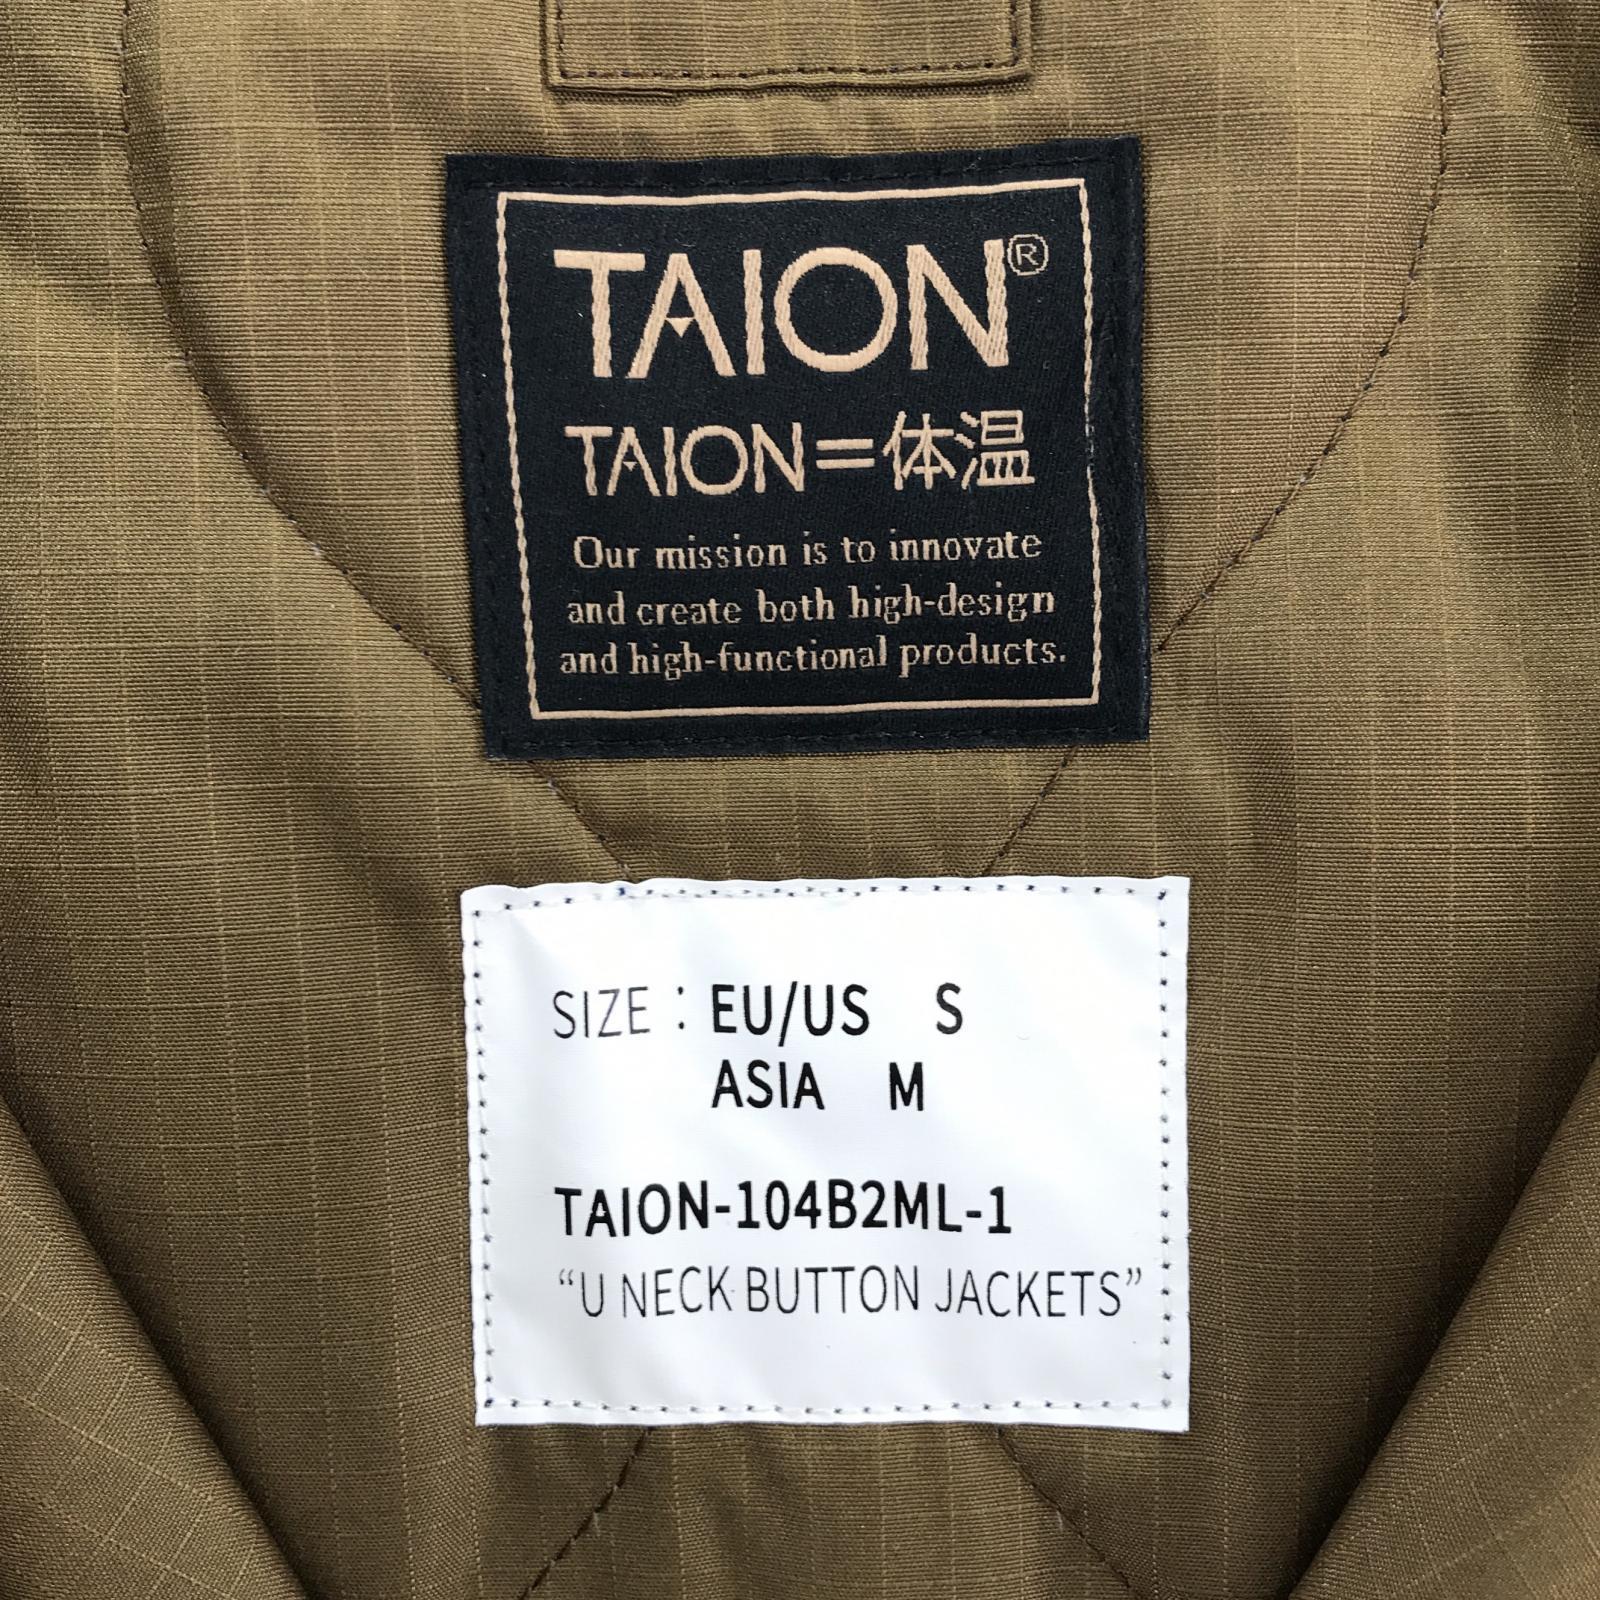 TAION®
TAION=体温
Our mission is to innovate
and create both high-design
and high-functional products.
SIZE : EU/US S
ASIA M
TAION-104B2ML-1
“U NECK BUTTON JACKETS”